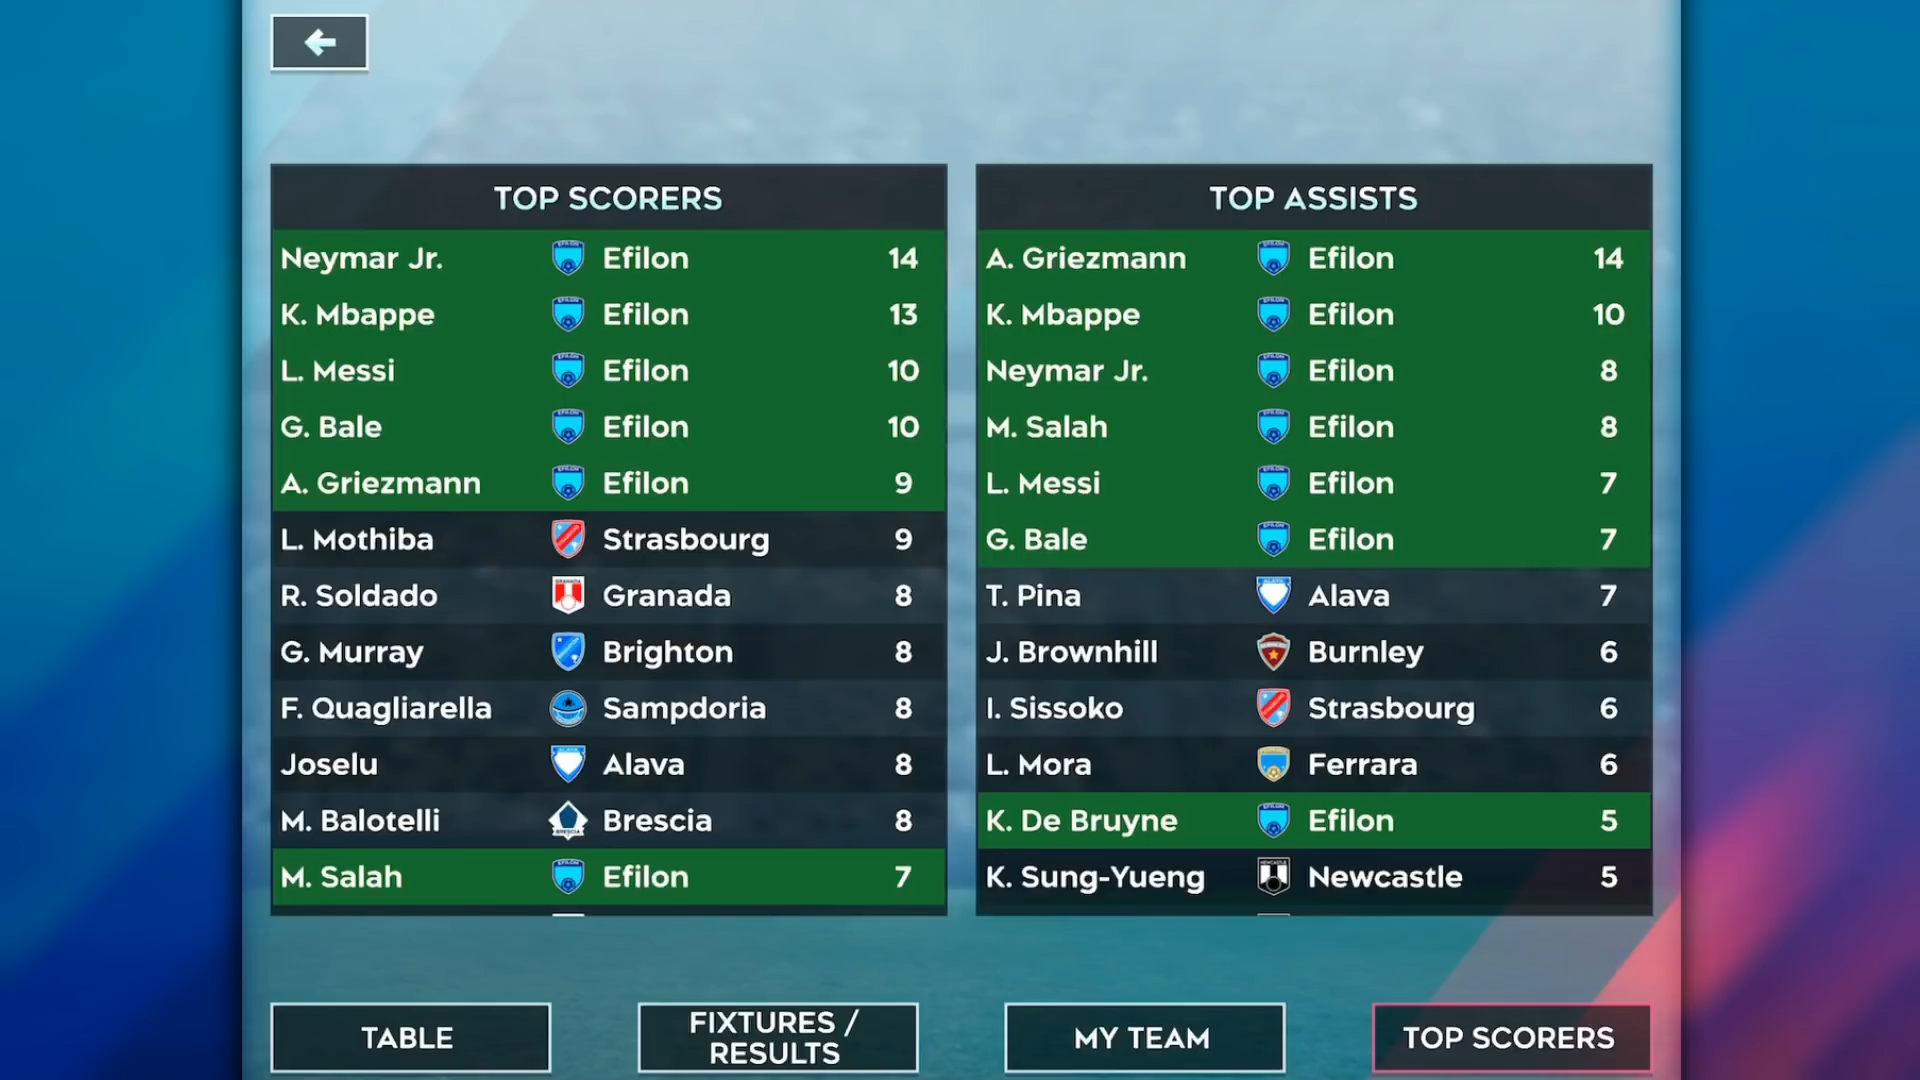 TOP SCORERS
Neymar Jr. Efilon 14
K. Mbappe Efilon 13
L. Messi Efilon 10
G. Bale Efilon 10
A. Griezmann Efilon 9
L. Mothiba Strasbourg 9
R. Soldado Granada 8
G. Murray Brighton 8
F. Quagliarella Sampdoria 8
Joselu Alava 8
M. Balotelli Brescia 8
M. Salah Efilon 7
TOP ASSISTS
A. Griezmann Efilon 14
K. Mbappe Efilon 10
Neymar Jr. Efilon 8
M. Salah Efilon 8
L. Messi Efilon 7
G. Bale Efilon 7
T. Pina Alava 7
J. Brownhill Burnley 6
I. Sissoko Strasbourg 6
L. Mora Ferrara 6
K. De Bruyne Efilon 5
K. Sung-Yueng Newcastle 5
TABLE
FIXTURES /
RESULTS
MY TEAM
TOP SCORERS